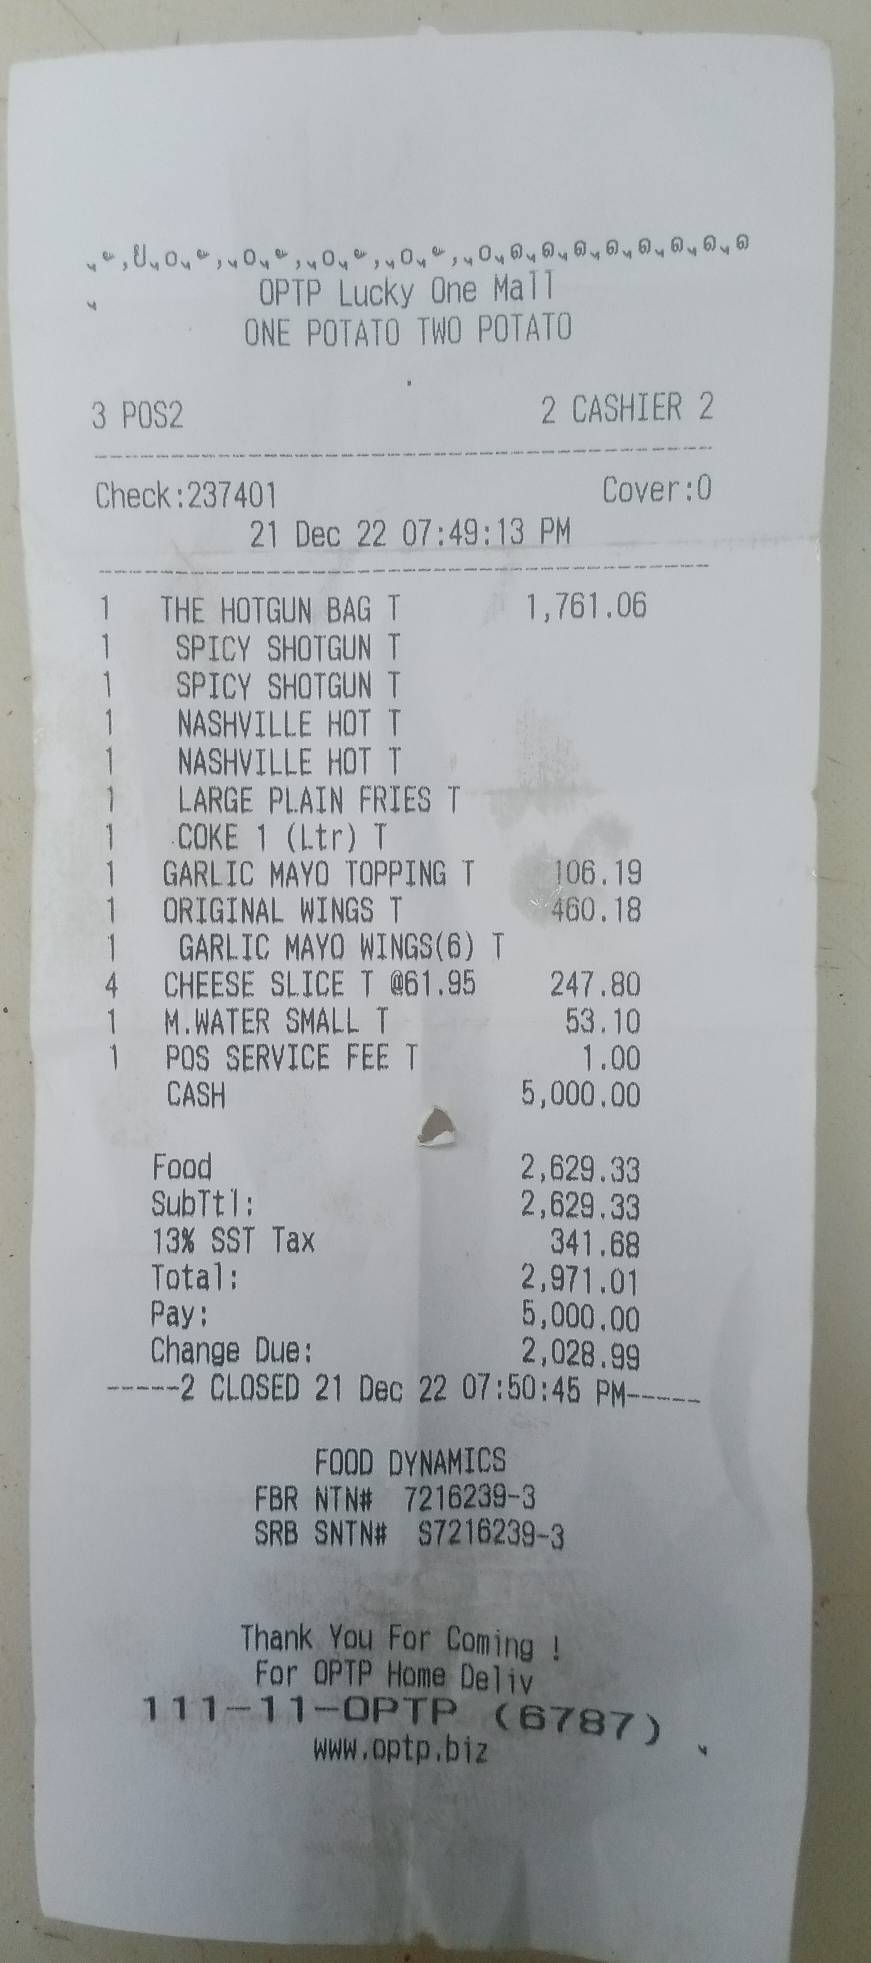 OPTP Lucky One Mall
ONE POTATO TWO POTATO
3 POS2 2 CASHIER 2
Check:237401 Cover:0
21 Dec 22 07:49:13 PM
1 THE HOTGUN BAG T 1,761.06
1 SPICY SHOTGUN T
1 SPICY SHOTGUN T
1 NASHVILLE HOT T
1 NASHVILLE HOT T
1 LARGE PLAIN FRIES T
1 COKE 1 (Ltr) T
1 GARLIC MAYO TOPPING T 106.19
1 ORIGINAL WINGS T 460.18
1 GARLIC MAYO WINGS(6) T
4 CHEESE SLICE T @61.95 247.80
1 M.WATER SMALL T 53.10
1 POS SERVICE FEE T 1.00
CASH 5,000.00
Food 2,629.33
SubTtl: 2,629.33
13% SST Tax 341.68
Total: 2,971.01
Pay: 5,000.00
Change Due: 2,028.99
-----2 CLOSED 21 Dec 22 07:50:45 PM-----
FOOD DYNAMICS
FBR NTN# 7216239-3
SRB SNTN# S7216239-3
Thank You For Coming !
For OPTP Home Deliv
111-11-OPTP (6787)
www.optp.biz